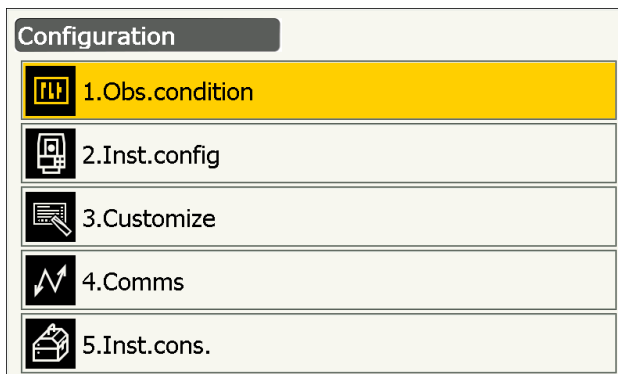 Configuration
1.Obs.condition
2.Inst.config
3.Customize
4.Comms
5.Inst.cons.